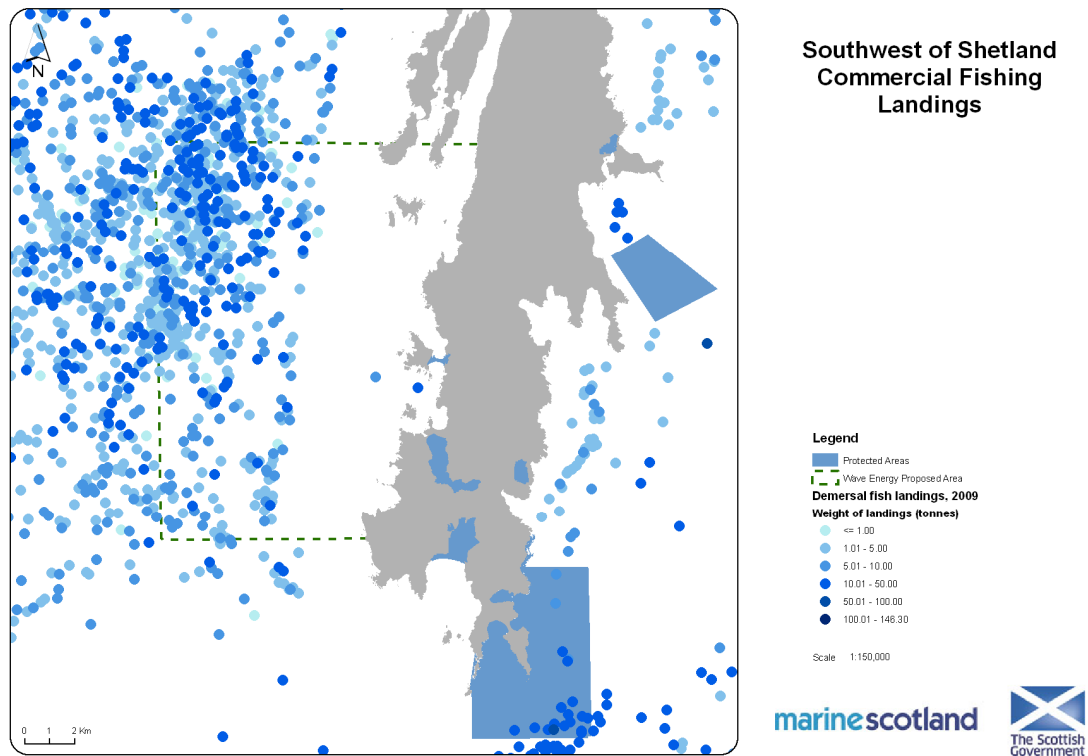 Southwest of Shetland
Commercial Fishing
Landings
N
Legend
Protected Areas
Wave Energy Proposed Area
Demersal fish landings, 2009
Weight of landings (tonnes)
<= 1.00
1.01 - 5.00
5.01 - 10.00
10.01 - 50.00
50.01 - 100.00
100.01 - 146.30
Scale 1:150,000
0 1 2 Km
marinescotland
The Scottish
Government